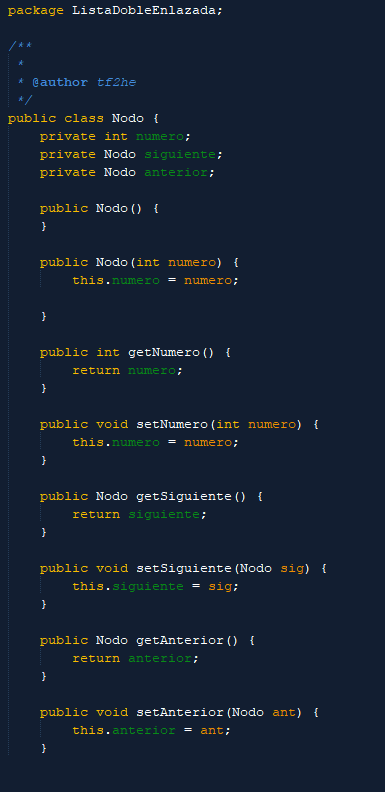 package ListaDobleEnlazada;
/**
 *
 * @author tf2he
 */
public class Nodo {
    private int numero;
    private Nodo siguiente;
    private Nodo anterior;

    public Nodo() {
    }

    public Nodo(int numero) {
        this.numero = numero;

    }

    public int getNumero() {
        return numero;
    }

    public void setNumero(int numero) {
        this.numero = numero;
    }

    public Nodo getSiguiente() {
        return siguiente;
    }

    public void setSiguiente(Nodo sig) {
        this.siguiente = sig;
    }

    public Nodo getAnterior() {
        return anterior;
    }

    public void setAnterior(Nodo ant) {
        this.anterior = ant;
    }